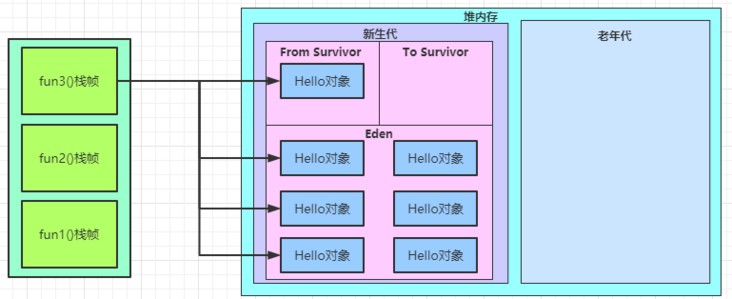 堆内存
新生代
老年代
From Survivor
To Survivor
fun3()栈帧
Hello对象
Eden
fun2()栈帧
Hello对象
Hello对象
Hello对象
Hello对象
fun1()栈帧
Hello对象
Hello对象